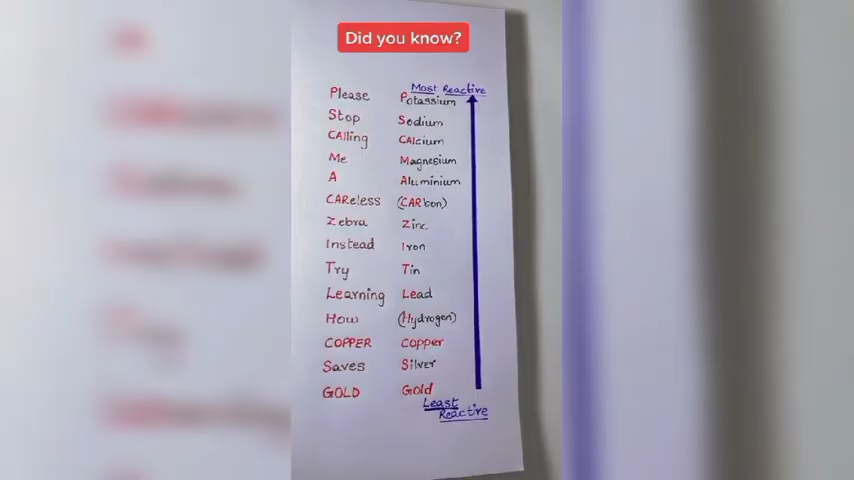 Did you know?
Most Reactive
Please Potassium
Stop Sodium
CAlling CALcium
Me Magnesium
A Aluminium
CAReless (CARbon)
Zebra Zinc
Instead Iron
Try Tin
Learning Lead
How (Hydrogen)
COPPER Copper
Saves Silver
GOLD Gold
Least
Reactive